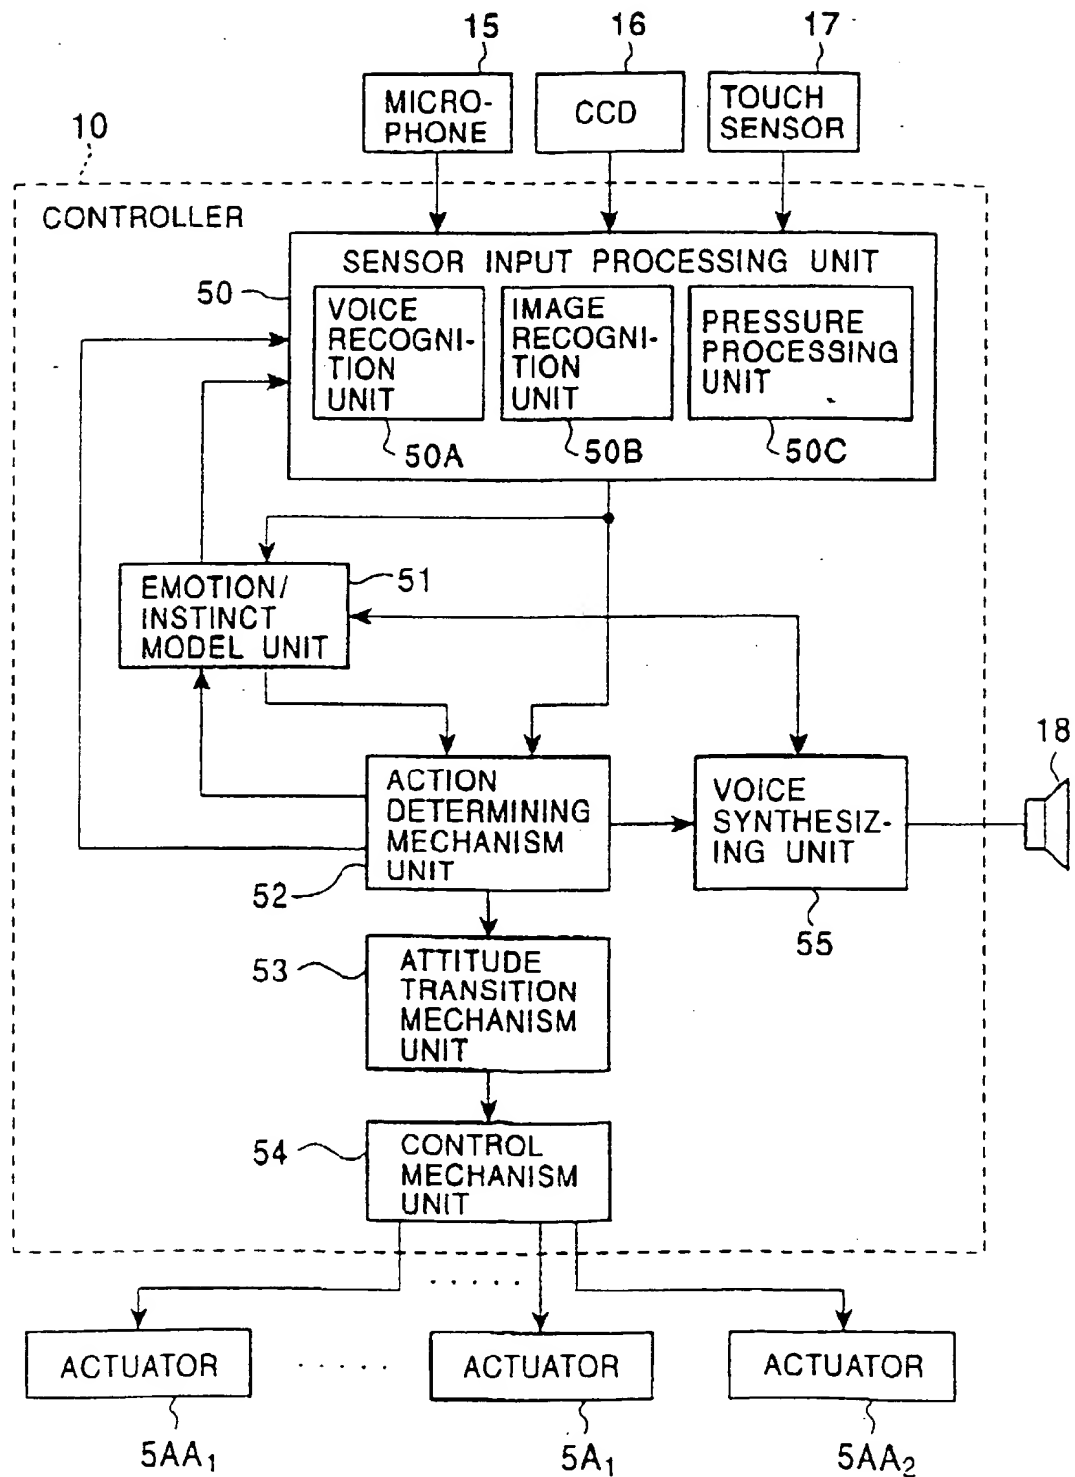 15
16
17
MICRO-
PHONE
CCD
TOUCH
SENSOR
10
CONTROLLER
SENSOR INPUT PROCESSING UNIT
50
VOICE
RECOGNI-
TION
UNIT
IMAGE
RECOGNI-
TION
UNIT
PRESSURE
PROCESSING
UNIT
50A
50B
50C
51
EMOTION/
INSTINCT
MODEL UNIT
18
ACTION
DETERMINING
MECHANISM
UNIT
VOICE
SYNTHESIZ-
ING UNIT
52
55
53
ATTITUDE
TRANSITION
MECHANISM
UNIT
54
CONTROL
MECHANISM
UNIT
.....
ACTUATOR
.....
ACTUATOR
ACTUATOR
5AA1
5A1
5AA2